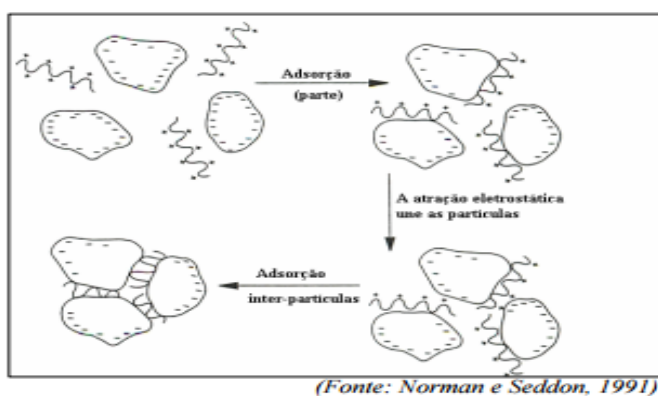 Adsorção
(parte)
A atração eletrostática
une as partículas
Adsorção
inter-partículas
(Fonte: Norman e Seddon, 1991)